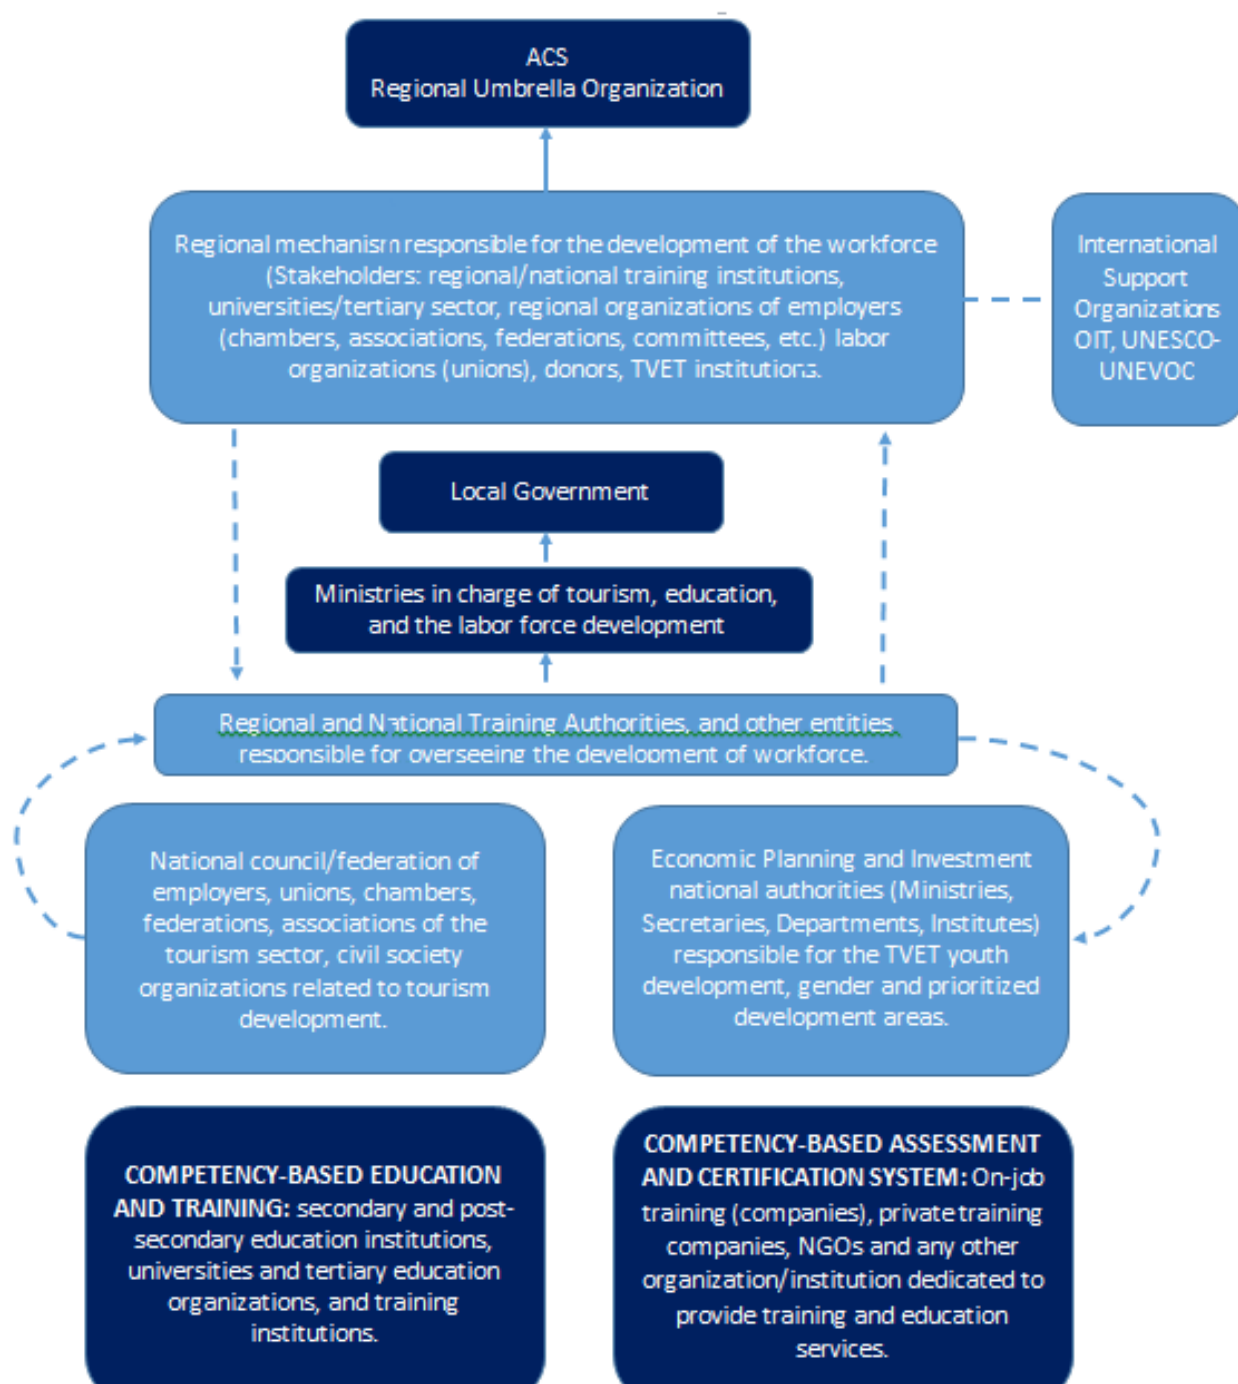 ACS
Regional Umbrella Organization
Regional mechanism responsible for the development of the workforce
(Stakeholders: regional/national training institutions,
universities/tertiary sector, regional organizations of employers
(chambers, associations, federations, committees, etc.) labor
organizations (unions), donors, TVET institutions.
International
Support
Organizations
OIT, UNESCO-
UNEVOC
Local Government
Ministries in charge of tourism, education,
and the labor force development
Regional and National Training Authorities, and other entities
responsible for overseeing the development of workforce.
National council/federation of
employers, unions, chambers,
federations, associations of the
tourism sector, civil society
organizations related to tourism
development.
Economic Planning and Investment
national authorities (Ministries,
Secretaries, Departments, Institutes)
responsible for the TVET youth
development, gender and prioritized
development areas.
COMPETENCY-BASED EDUCATION
AND TRAINING: secondary and post-
secondary education institutions,
universities and tertiary education
organizations, and training
institutions.
COMPETENCY-BASED ASSESSMENT
AND CERTIFICATION SYSTEM: On-job
training (companies), private training
companies, NGOs and any other
organization/institution dedicated to
provide training and education
services.